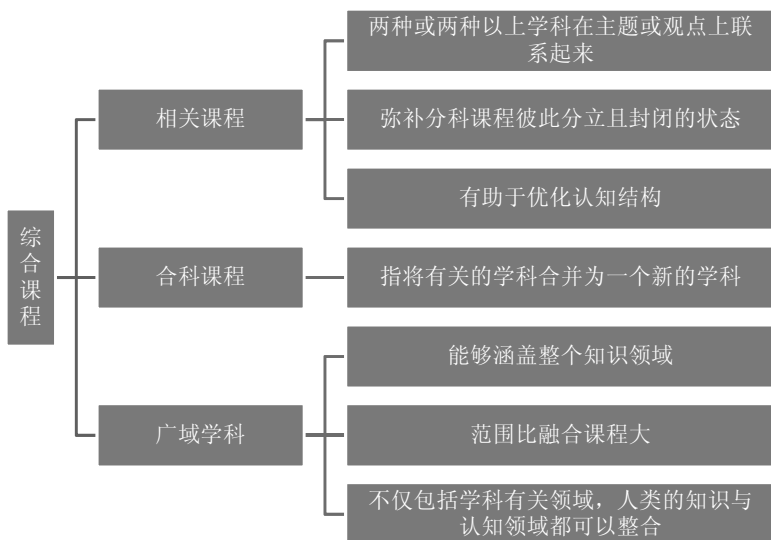 综合课程
相关课程
两种或两种以上学科在主题或观点上联
系起来
弥补分科课程彼此分立且封闭的状态
有助于优化认知结构
合科课程
指将有关的学科合并为一个新的学科
广域学科
能够涵盖整个知识领域
范围比融合课程大
不仅包括学科有关领域，人类的知识与
认知领域都可以整合